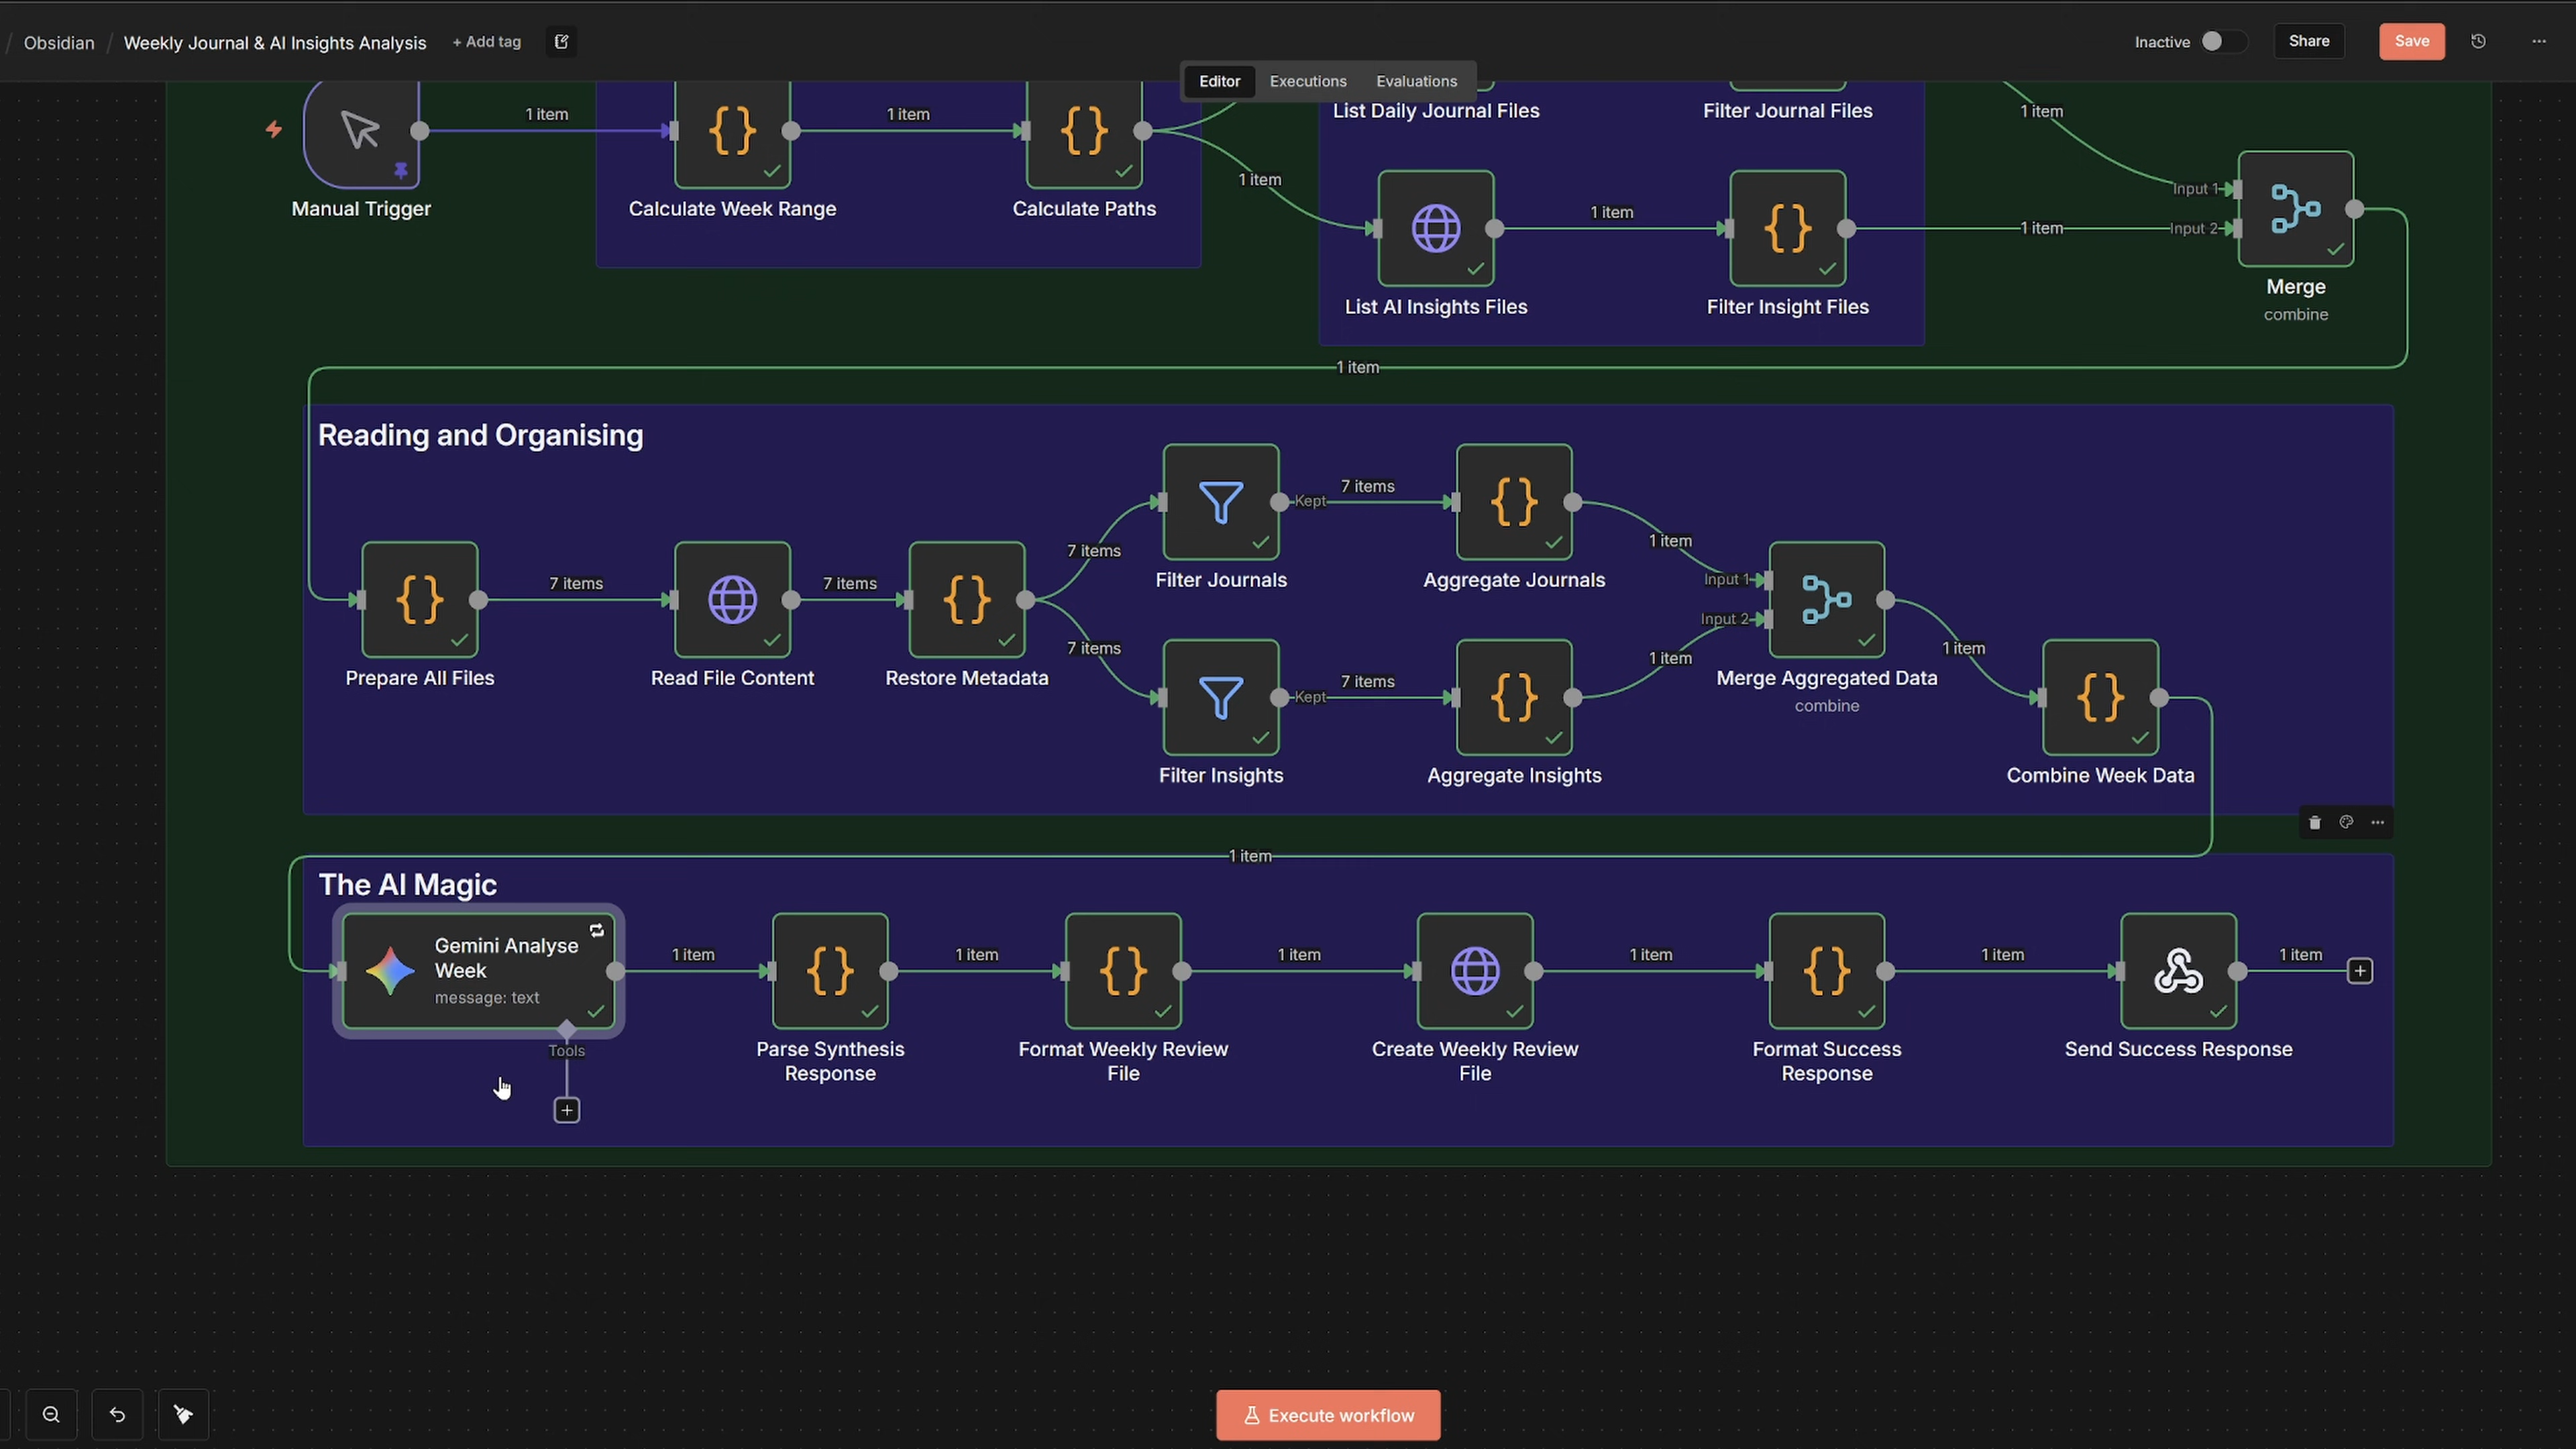 / Obsidian / Weekly Journal & AI Insights Analysis + Add tag
Inactive Share Save
Editor Executions Evaluations
1 item
1 item
List Daily Journal Files
Filter Journal Files
1 item
Manual Trigger
Calculate Week Range
Calculate Paths
1 item
1 item
1 item
Input 1
Input 2
List AI Insights Files
Filter Insight Files
Merge
combine
1 item
Reading and Organising
7 items
7 items
7 items
7 items
Kept
7 items
Kept
7 items
Filter Journals
Aggregate Journals
1 item
1 item
Input 1
Input 2
1 item
Prepare All Files
Read File Content
Restore Metadata
Merge Aggregated Data
combine
Filter Insights
Aggregate Insights
Combine Week Data
1 item
The AI Magic
Gemini Analyse
Week
message: text
Tools
1 item
1 item
1 item
1 item
1 item
1 item
Parse Synthesis
Response
Format Weekly Review
File
Create Weekly Review
File
Format Success
Response
Send Success Response
Execute workflow